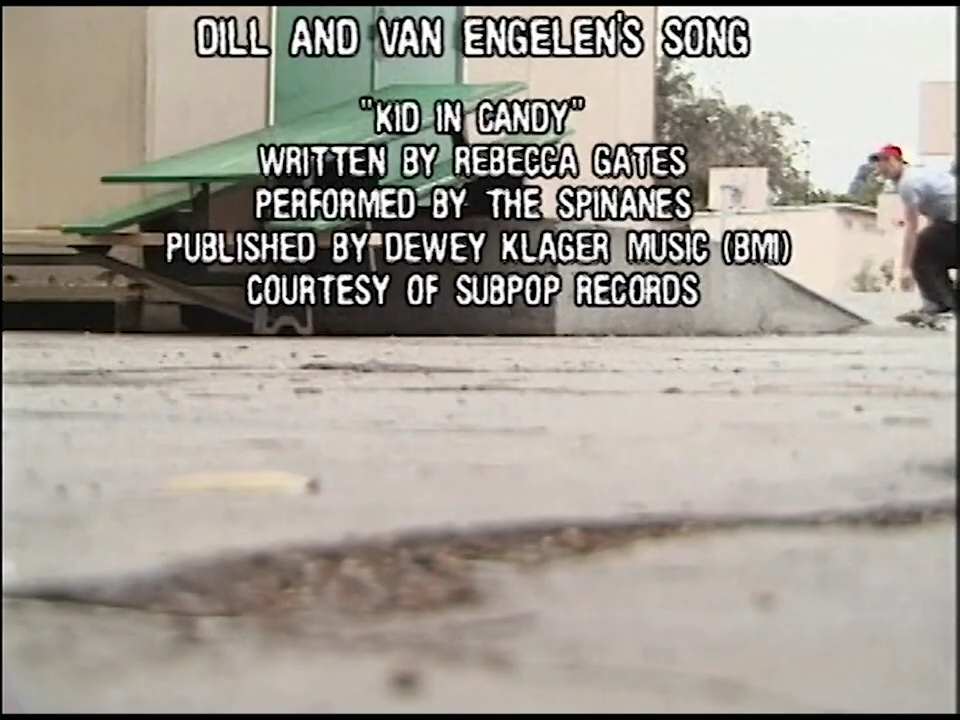 DILL AND VAN ENGELEN'S SONG
"KID IN CANDY"
WRITTEN BY REBECCA GATES
PERFORMED BY THE SPINANES
PUBLISHED BY DEWEY KLAGER MUSIC (BMI)
COURTESY OF SUBPOP RECORDS